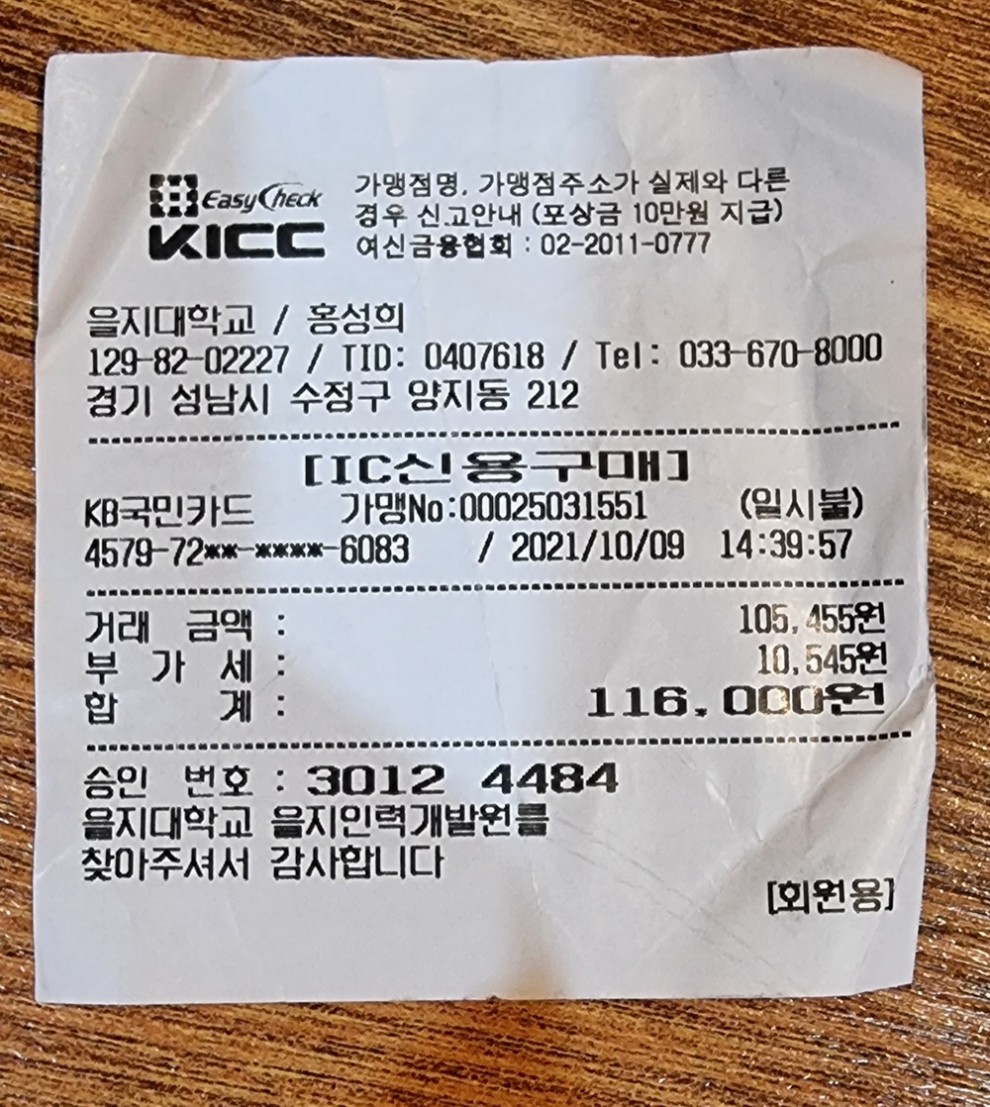 EasyCheck
KICC
가맹점명, 가맹점주소가 실제와 다른
경우 신고안내 (포상금 10만원 지급)
여신금융협회 : 02-2011-0777
을지대학교 / 홍성희
129-82-02227 / TID: 0407618 / Tel: 033-670-8000
경기 성남시 수정구 양지동 212
[IC신용구매]
KB국민카드 가맹No:00025031551 (일시불)
4579-72**-****-6083 / 2021/10/09 14:39:57
거래 금액 : 105,455원
부 가 세 : 10,545원
합 계 : 116,000원
승인 번호 : 3012 4484
을지대학교 을지인력개발원를
찾아주셔서 감사합니다
[회원용]